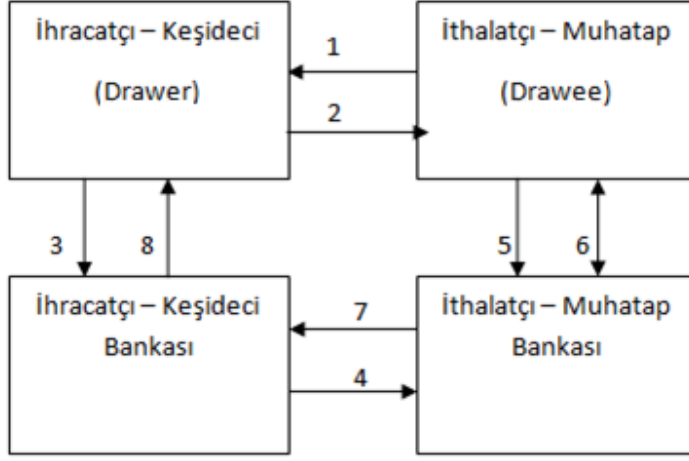 İhracatçı – Keşideci
(Drawer)
1
2
İthalatçı – Muhatap
(Drawee)
3
8
5
6
İhracatçı – Keşideci
Bankası
7
4
İthalatçı – Muhatap
Bankası